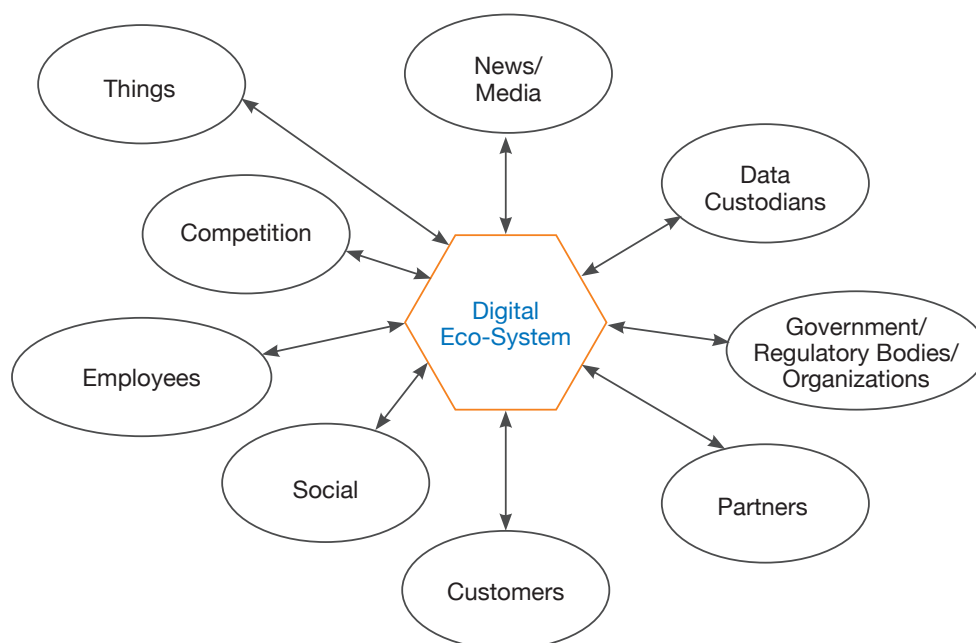 Things
News/
Media
Data
Custodians
Competition
Digital
Eco-System
Government/
Regulatory Bodies/
Organizations
Employees
Social
Partners
Customers